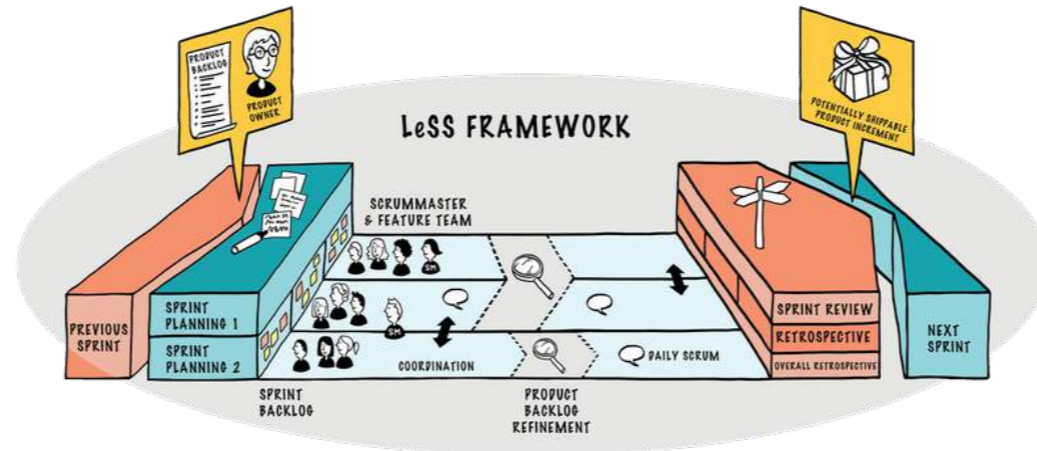 PRODUCT
BACKLOG
PRODUCT
OWNER
POTENTIALLY SHIPPABLE
PRODUCT INCREMENT
LeSS FRAMEWORK
SCRUMMASTER
& FEATURE TEAM
SM
SM
PREVIOUS
SPRINT
SPRINT
PLANNING 1
SPRINT
PLANNING 2
COORDINATION
DAILY SCRUM
SPRINT REVIEW
RETROSPECTIVE
OVERALL RETROSPECTIVE
NEXT
SPRINT
SPRINT
BACKLOG
PRODUCT
BACKLOG
REFINEMENT